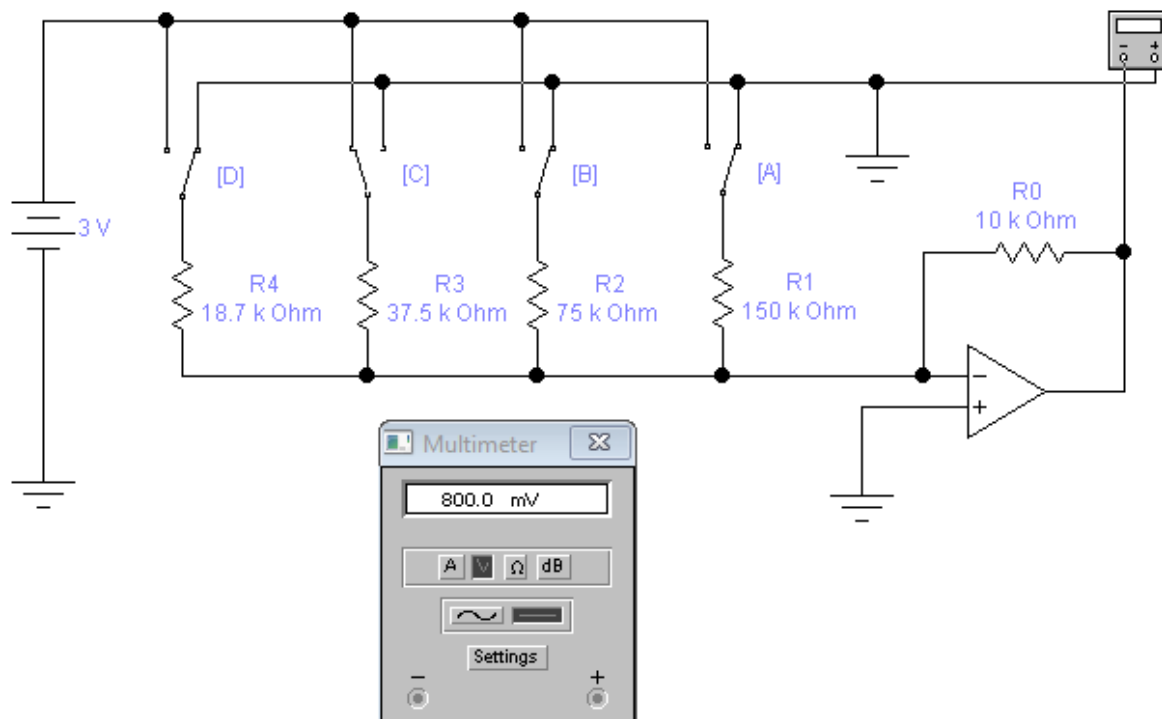 - +
[D]
[C]
[B]
[A]
3 V
R0
10 k Ohm
R4
18.7 k Ohm
R3
37.5 k Ohm
R2
75 k Ohm
R1
150 k Ohm
-
+
Multimeter
800.0 mV
A V Ω dB
Settings
- +